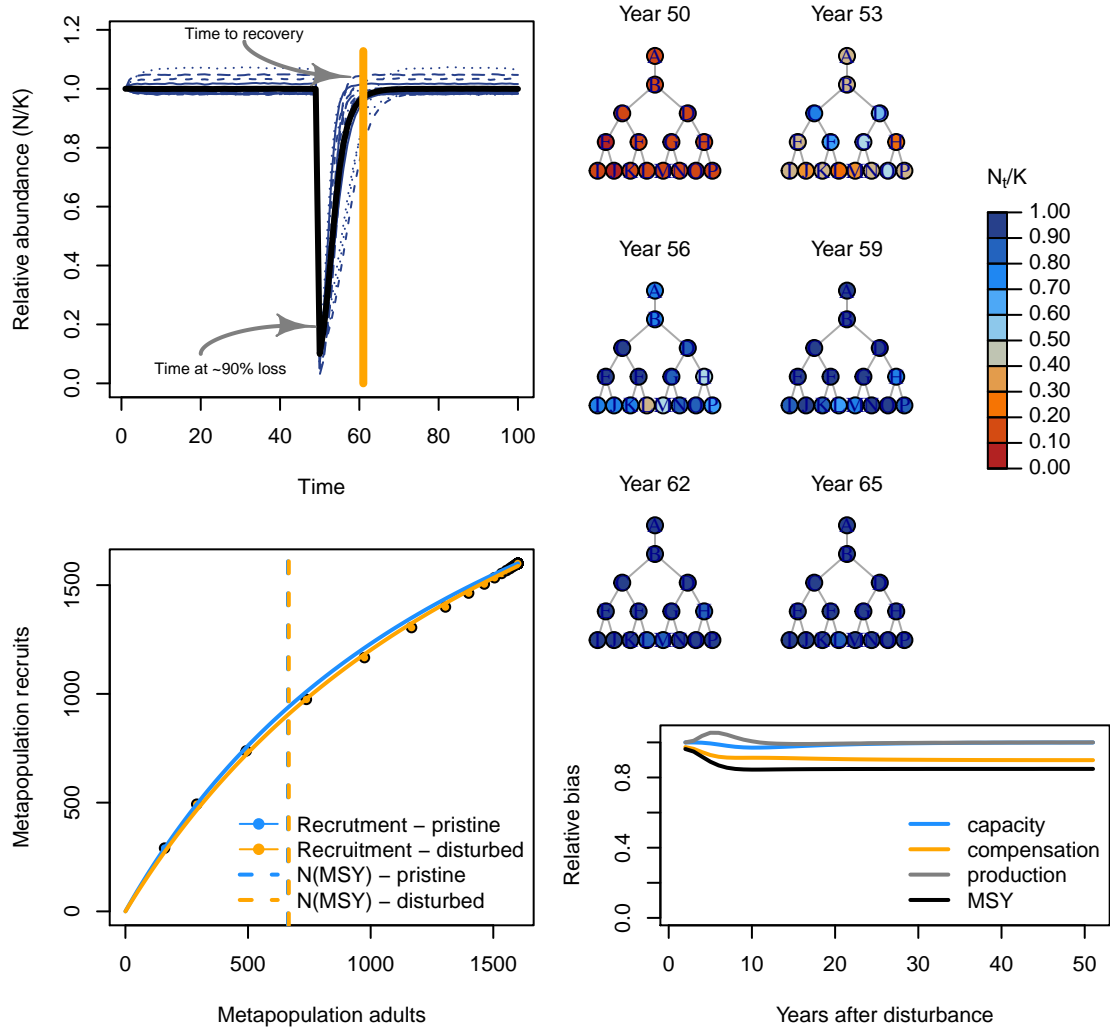 Relative abundance (N/K)
0.0 0.2 0.4 0.6 0.8 1.0 1.2
Time to recovery
Time at ~90% loss
0 20 40 60 80 100
Time
Year 50
A
B
C D
E F G H
I J K L M N O P
Year 53
A
B
C D
E F G H
I J K L M N O P
Year 56
A
B
C D
E F G H
I J K L M N O P
Year 59
A
B
C D
E F G H
I J K L M N O P
Year 62
A
B
C D
E F G H
I J K L M N O P
Year 65
A
B
C D
E F G H
I J K L M N O P
Nt/K
1.00
0.90
0.80
0.70
0.60
0.50
0.40
0.30
0.20
0.10
0.00
Metapopulation recruits
0 500 1000 1500
Recrutment − pristine
Recruitment − disturbed
N(MSY) − pristine
N(MSY) − disturbed
0 500 1000 1500
Metapopulation adults
Relative bias
0.0 0.4 0.8
capacity
compensation
production
MSY
0 10 20 30 40 50
Years after disturbance